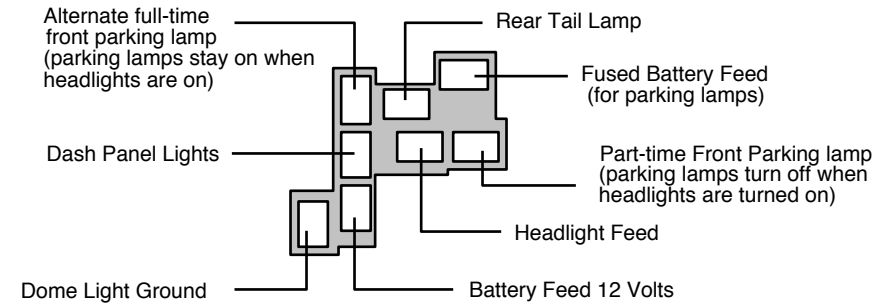 Alternate full-time
front parking lamp
(parking lamps stay on when
headlights are on)
Rear Tail Lamp
Fused Battery Feed
(for parking lamps)
Dash Panel Lights
Part-time Front Parking lamp
(parking lamps turn off when
headlights are turned on)
Headlight Feed
Dome Light Ground
Battery Feed 12 Volts